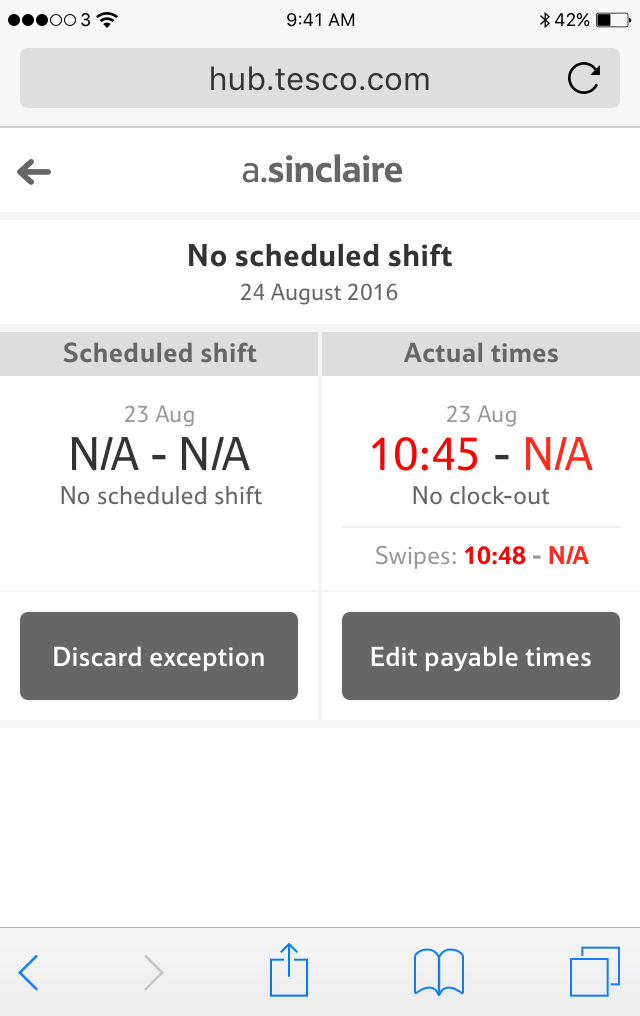 3 9:41 AM 42%
hub.tesco.com
a.sinclaire
No scheduled shift
24 August 2016
Scheduled shift
23 Aug
N/A - N/A
No scheduled shift
Actual times
23 Aug
10:45 - N/A
No clock-out
Swipes: 10:48 - N/A
Discard exception
Edit payable times